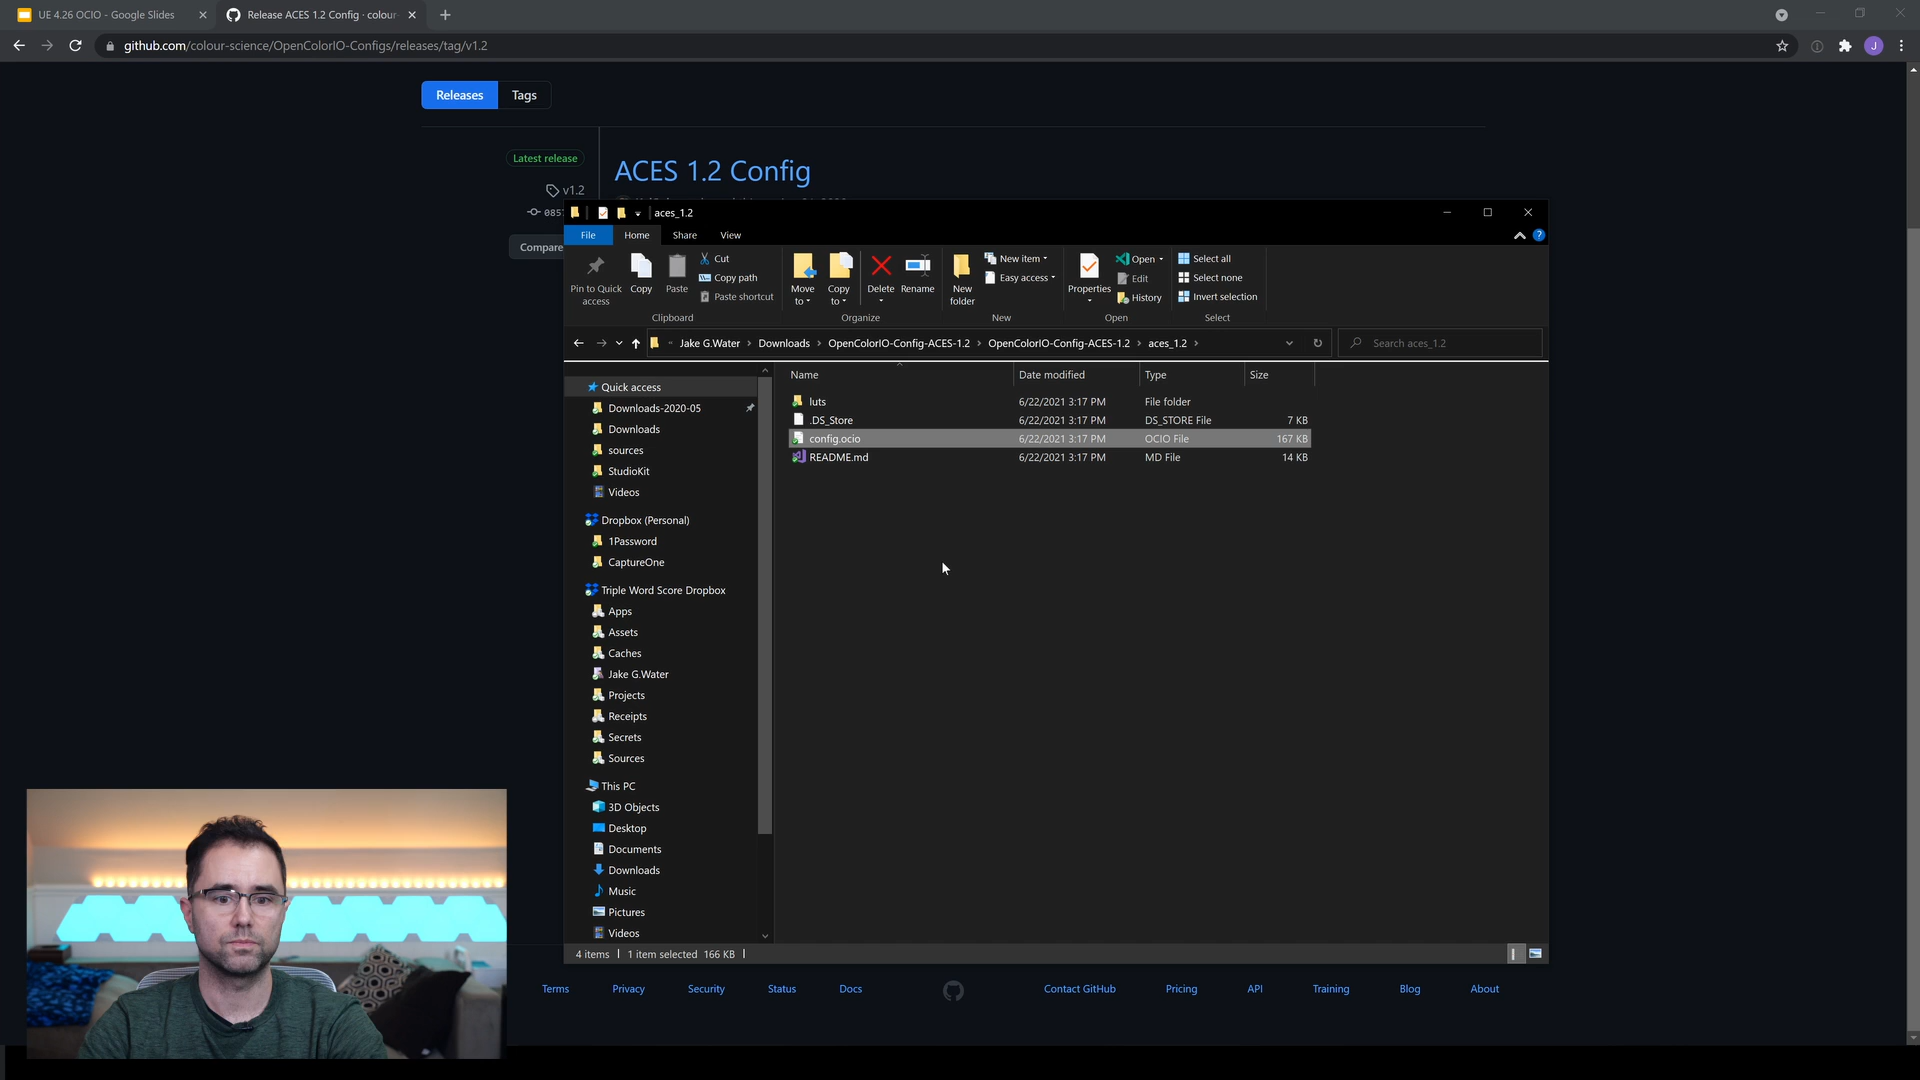 UE 4.26 OCIO - Google Slides
Release ACES 1.2 Config · colour-
github.com/colour-science/OpenColorIO-Configs/releases/tag/v1.2
J
Releases
Tags
Latest release
ACES 1.2 Config
v1.2
Compare
aces_1.2
File
Home
Share
View
Pin to Quick access
Copy
Paste
Cut
Copy path
Paste shortcut
Move to
Copy to
Delete
Rename
New folder
New item
Easy access
Properties
Open
Edit
History
Select all
Select none
Invert selection
Clipboard
Organize
New
Open
Select
Jake G.Water > Downloads > OpenColorIO-Config-ACES-1.2 > OpenColorIO-Config-ACES-1.2 > aces_1.2 >
Search aces_1.2
Name Date modified Type Size
luts 6/22/2021 3:17 PM File folder
.DS_Store 6/22/2021 3:17 PM DS_STORE File 7 KB
config.ocio 6/22/2021 3:17 PM OCIO File 167 KB
README.md 6/22/2021 3:17 PM MD File 14 KB
Quick access
Downloads-2020-05
Downloads
sources
StudioKit
Videos
Dropbox (Personal)
1Password
CaptureOne
Triple Word Score Dropbox
Apps
Assets
Caches
Jake G.Water
Projects
Receipts
Secrets
Sources
This PC
3D Objects
Desktop
Documents
Downloads
Music
Pictures
Videos
4 items 1 item selected 166 KB
Terms Privacy Security Status Docs Contact GitHub Pricing API Training Blog About